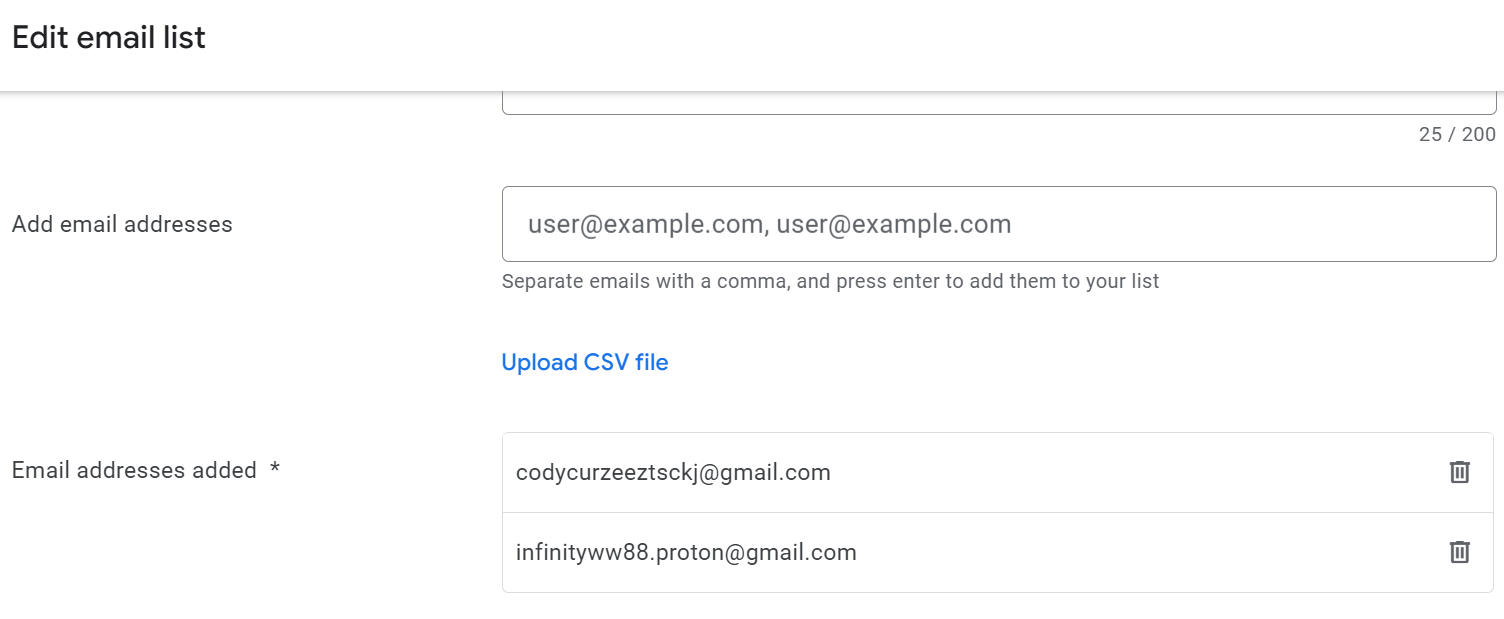 Edit email list
25 / 200
Add email addresses
user@example.com, user@example.com
Separate emails with a comma, and press enter to add them to your list
Upload CSV file
Email addresses added *
codycurzeeztsckj@gmail.com
infinityww88.proton@gmail.com